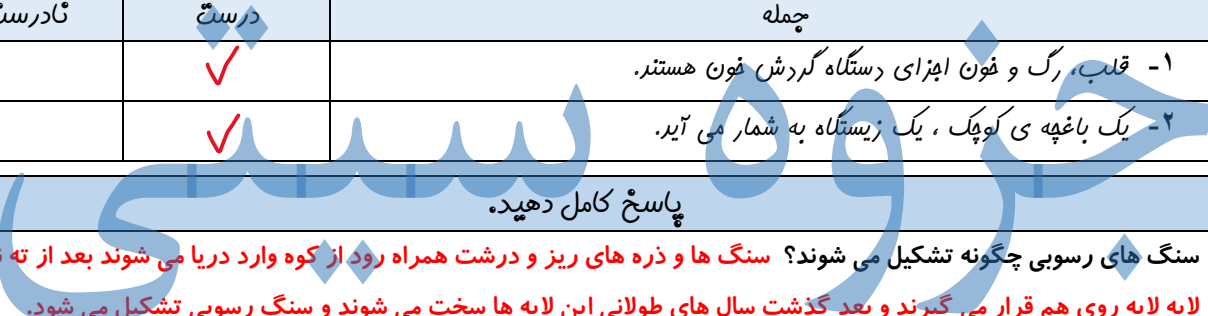 جمله درست نادرست
۱- قلب، رگ و خون اجزای دستگاه گردش خون هستند.
۲- یک باغچه ی کوچک ، یک زیستگاه به شمار می آید.
پاسخ کامل دهید.
سنگ های رسوبی چگونه تشکیل می شوند؟ سنگ ها و ذره های ریز و درشت همراه رود از کوه وارد دریا می شوند بعد از ته
لایه لایه روی هم قرار می گیرند و بعد گذشت سال های طولانی این لایه ها سخت می شوند و سنگ رسوبی تشکیل می شود.
جزوه سیتی